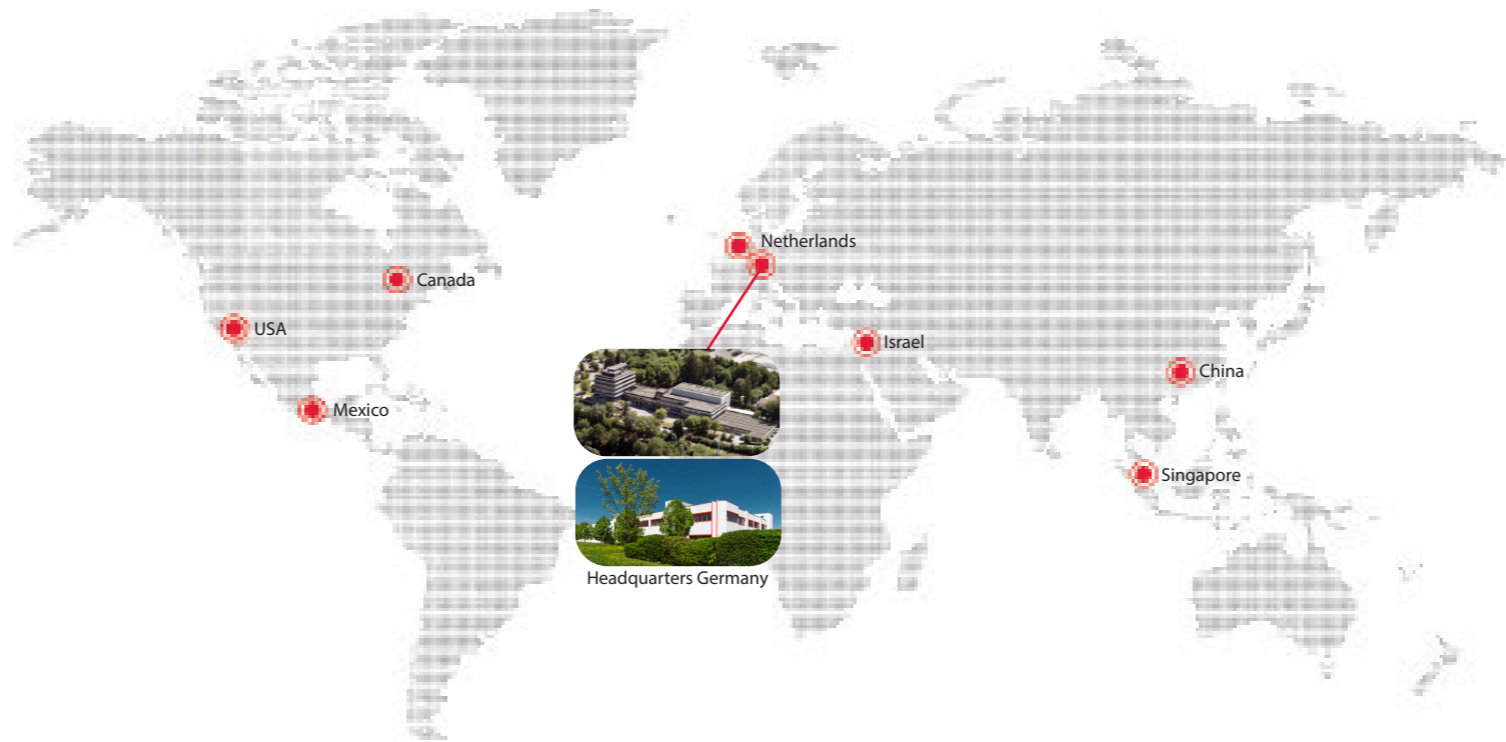 Netherlands
Canada
USA
Israel
China
Mexico
Singapore
Headquarters Germany